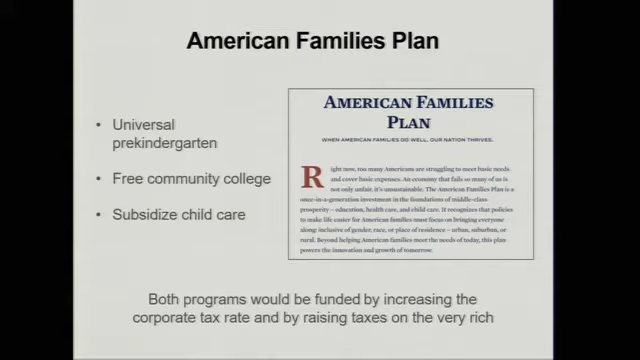 American Families Plan
• Universal
prekindergarten
• Free community college
• Subsidize child care
AMERICAN FAMILIES
PLAN
WHEN AMERICAN FAMILIES DO WELL, OUR NATION THRIVES.
Right now, too many Americans are struggling to meet basic needs
and cover basic expenses. An economy that fails so many of us is
not only unfair, it's unsustainable. The American Families Plan is a
once-in-a-generation investment in the foundations of middle-class
prosperity – education, health care, and child care. It recognizes that policies
to make life easier for American families must focus on bringing everyone
along: inclusive of gender, race, or place of residence – urban, suburban, or
rural. Beyond helping American families meet the needs of today, this plan
powers the innovation and growth of tomorrow.
Both programs would be funded by increasing the
corporate tax rate and by raising taxes on the very rich